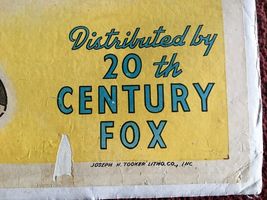 Distributed by
20 th
CENTURY
FOX
JOSEPH H. TOOKER LITHO. CO., INC